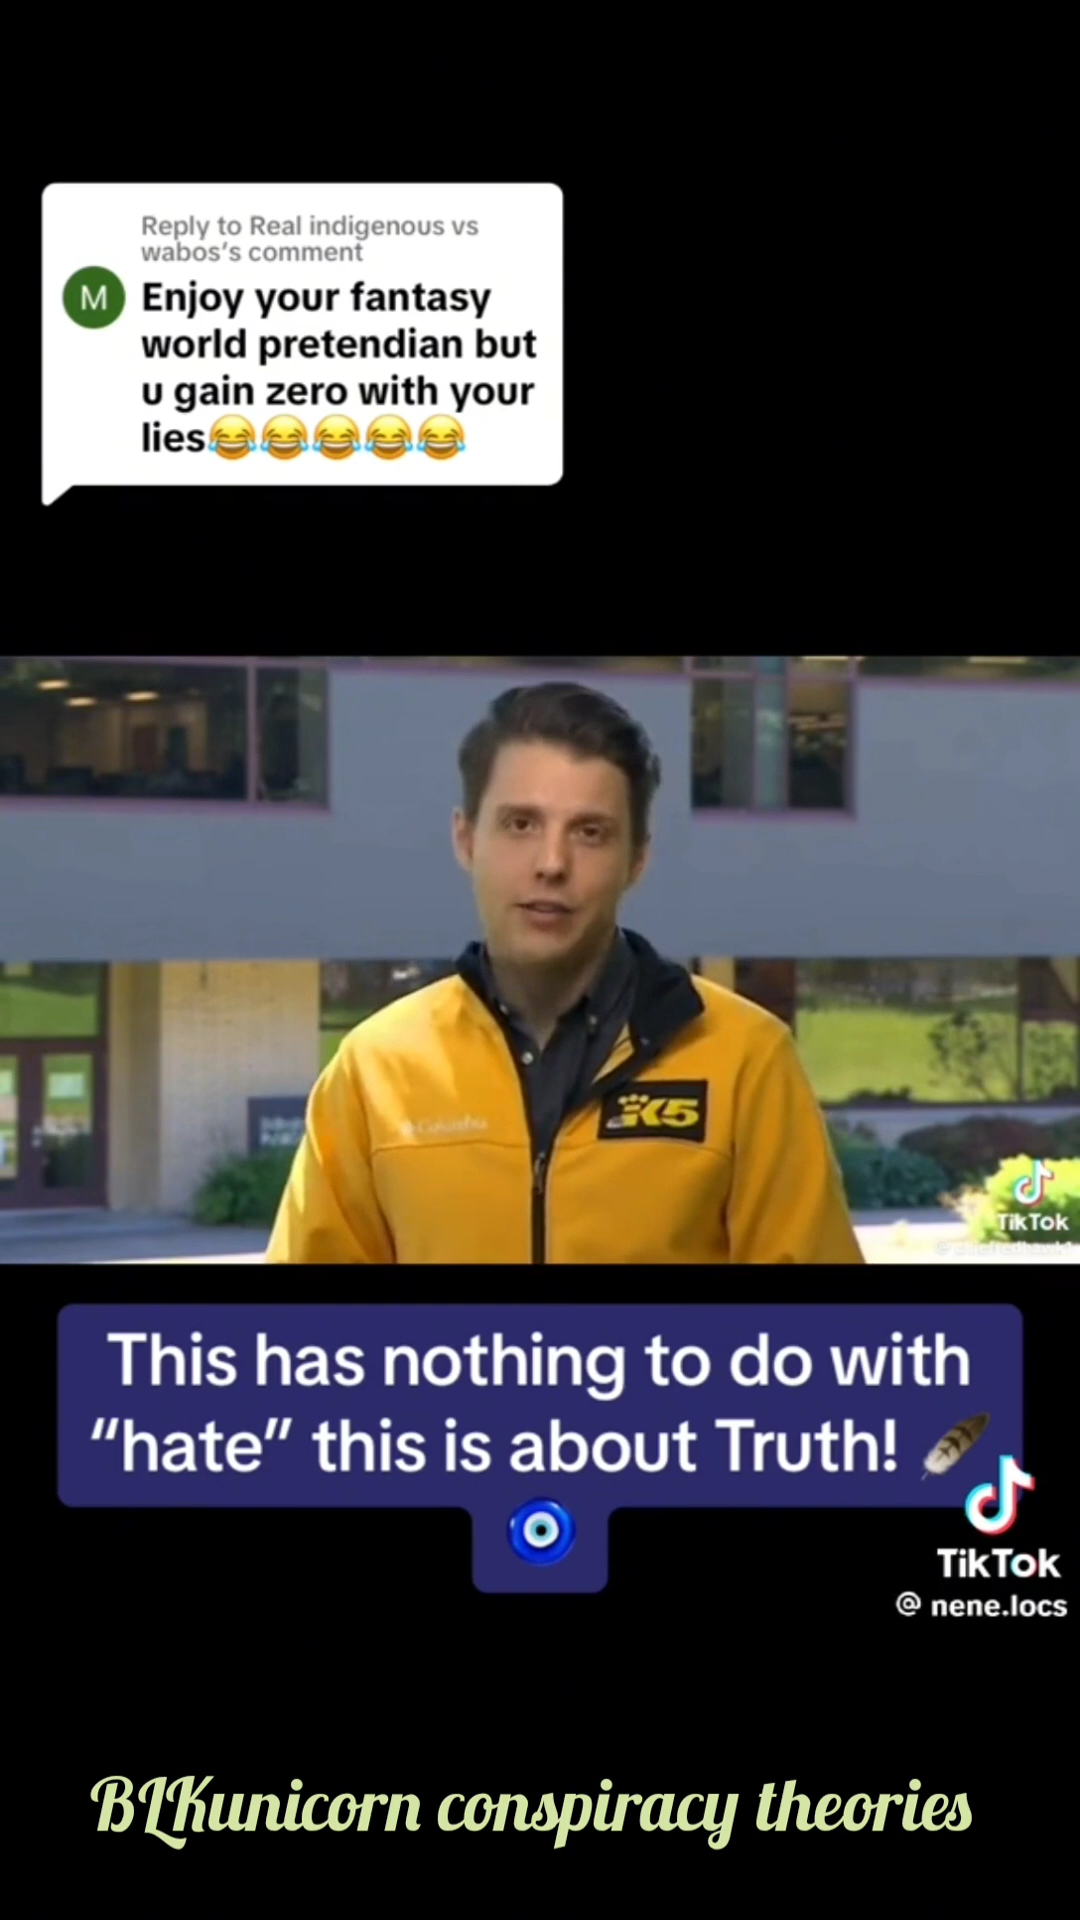 Reply to Real indigenous vs
wabos's comment
M
Enjoy your fantasy
world pretendian but
u gain zero with your
lies😂😂😂😂😂
Columbia
K5
TikTok
This has nothing to do with
"hate" this is about Truth! 🪶
🧿
TikTok
@ nene.locs
BLKunicorn conspiracy theories